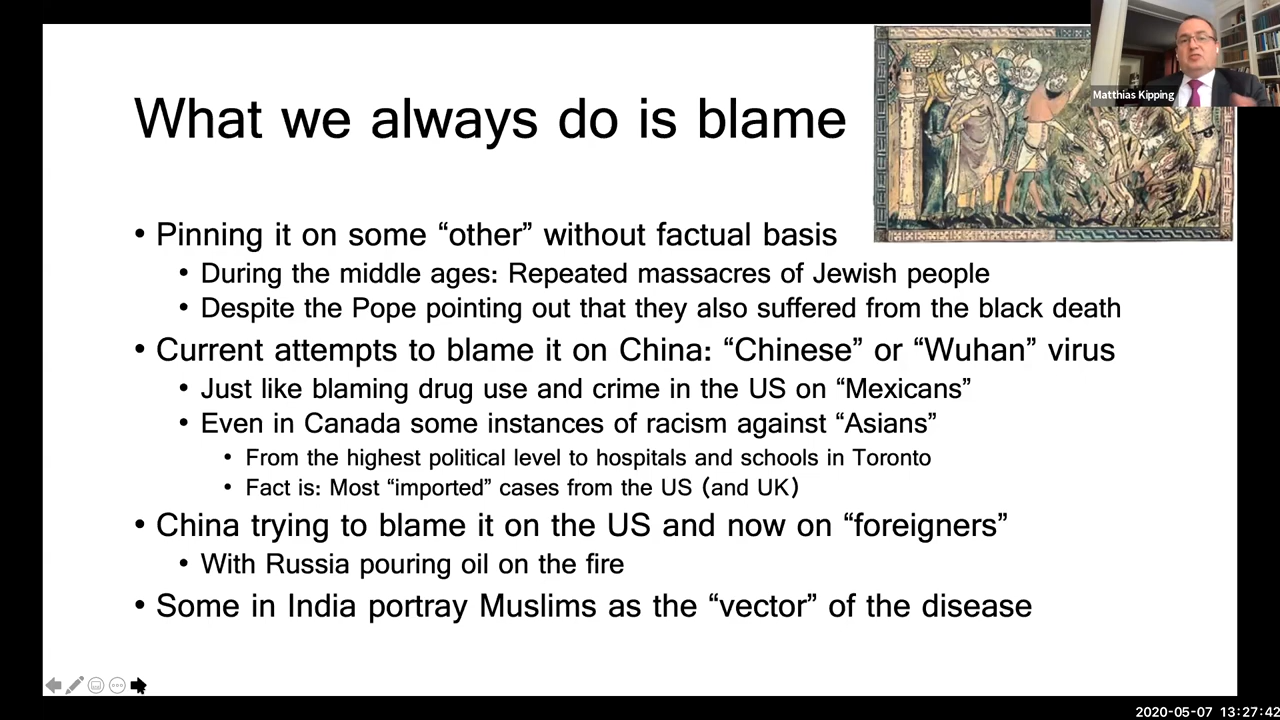 Matthias Kipping
What we always do is blame
• Pinning it on some “other” without factual basis
• During the middle ages: Repeated massacres of Jewish people
• Despite the Pope pointing out that they also suffered from the black death
• Current attempts to blame it on China: “Chinese” or “Wuhan” virus
• Just like blaming drug use and crime in the US on “Mexicans”
• Even in Canada some instances of racism against “Asians”
• From the highest political level to hospitals and schools in Toronto
• Fact is: Most “imported” cases from the US (and UK)
• China trying to blame it on the US and now on “foreigners”
• With Russia pouring oil on the fire
• Some in India portray Muslims as the “vector” of the disease
2020-05-07 13:27:42